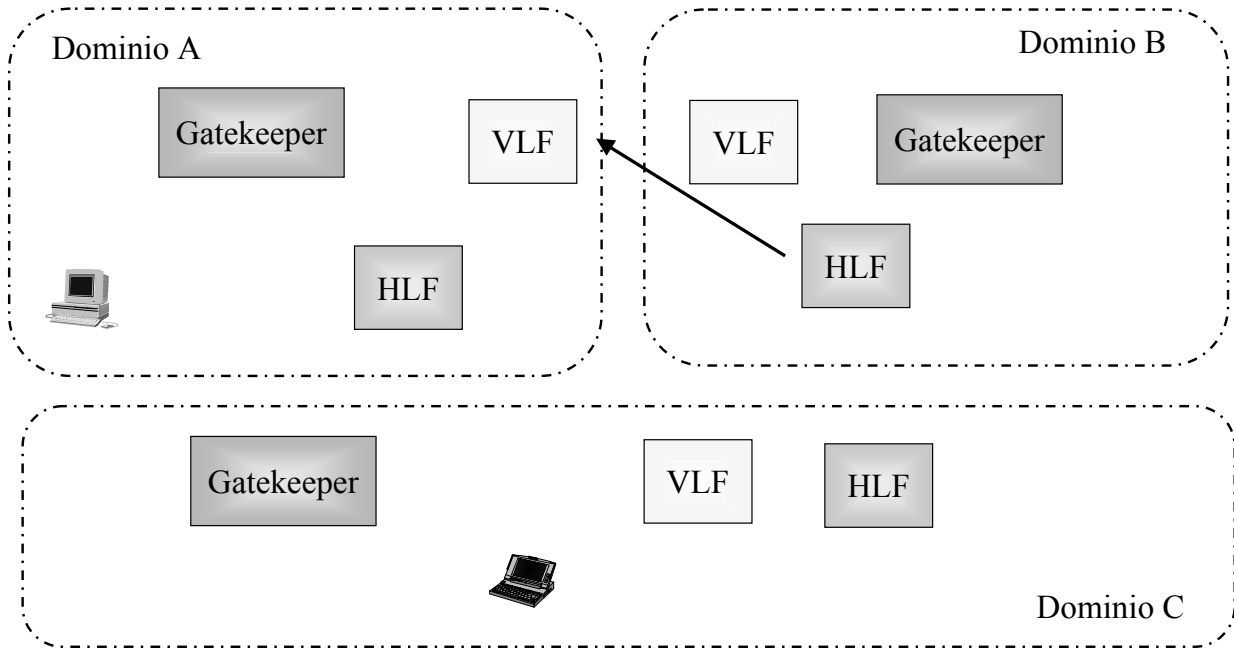 Dominio A
Gatekeeper
VLF
HLF
Dominio B
VLF
Gatekeeper
HLF
Gatekeeper
VLF
HLF
Dominio C